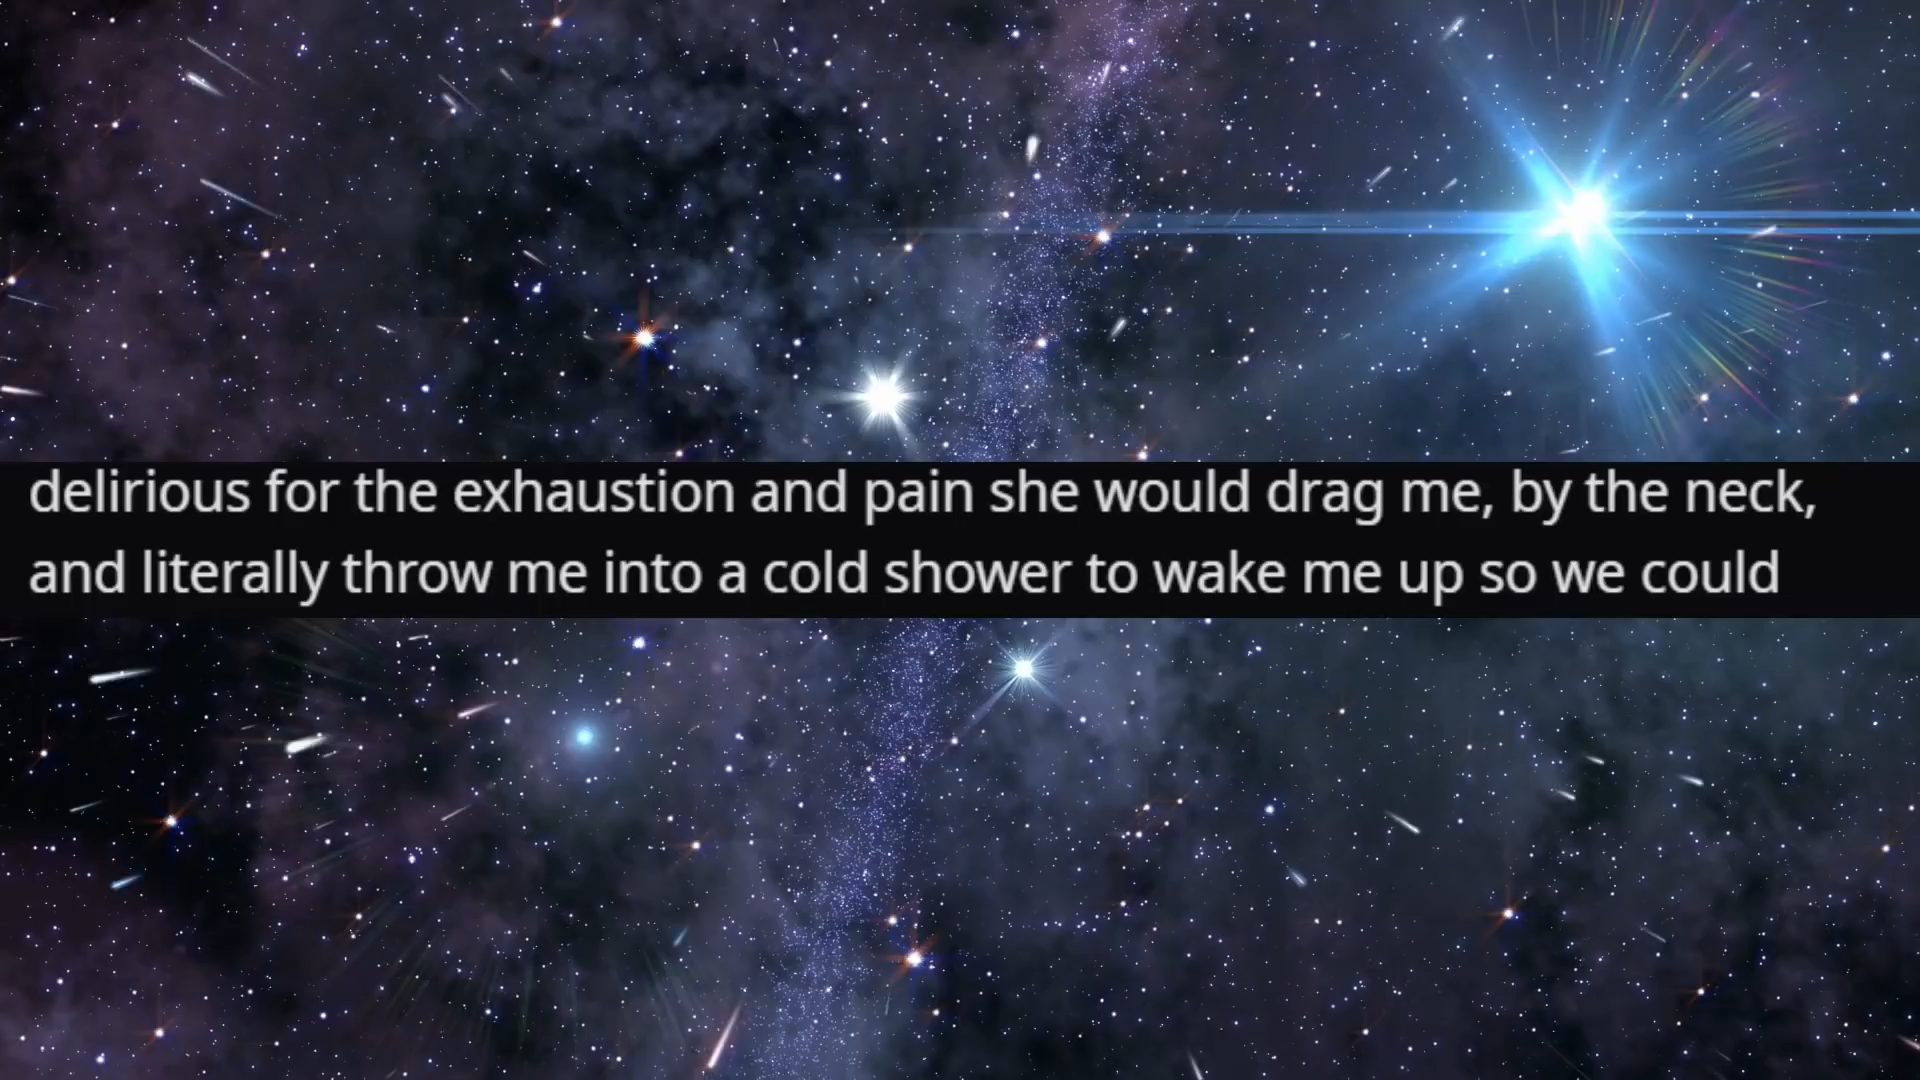 delirious for the exhaustion and pain she would drag me, by the neck,
and literally throw me into a cold shower to wake me up so we could